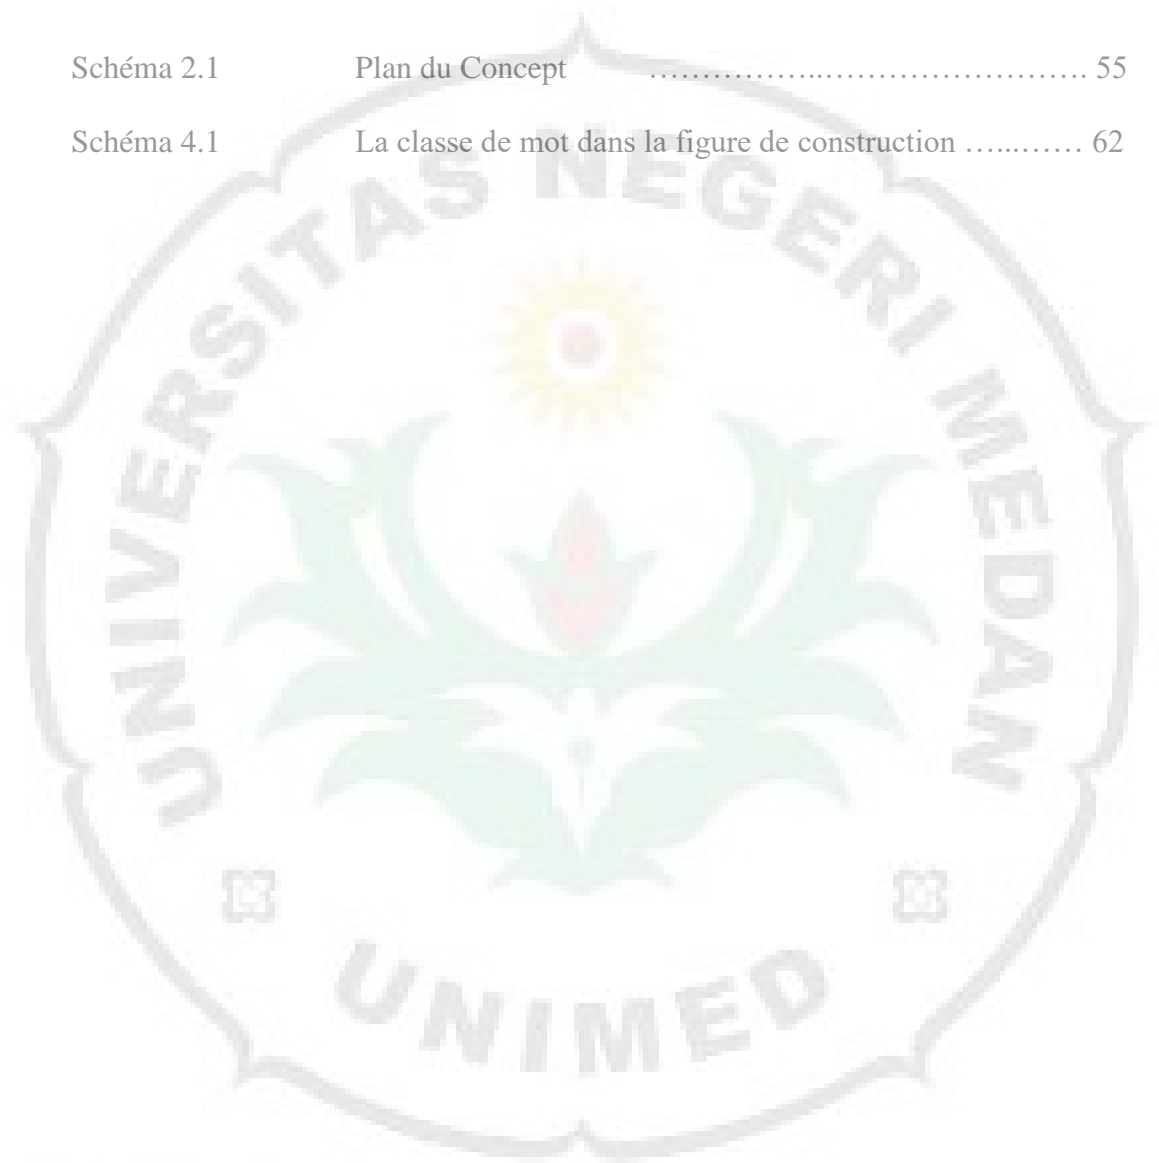 Schéma 2.1 Plan du Concept ……………..………………………… 55
Schéma 4.1 La classe de mot dans la figure de construction …...…… 62
UNIVERSITAS NEGERI MEDAN
UNIMED